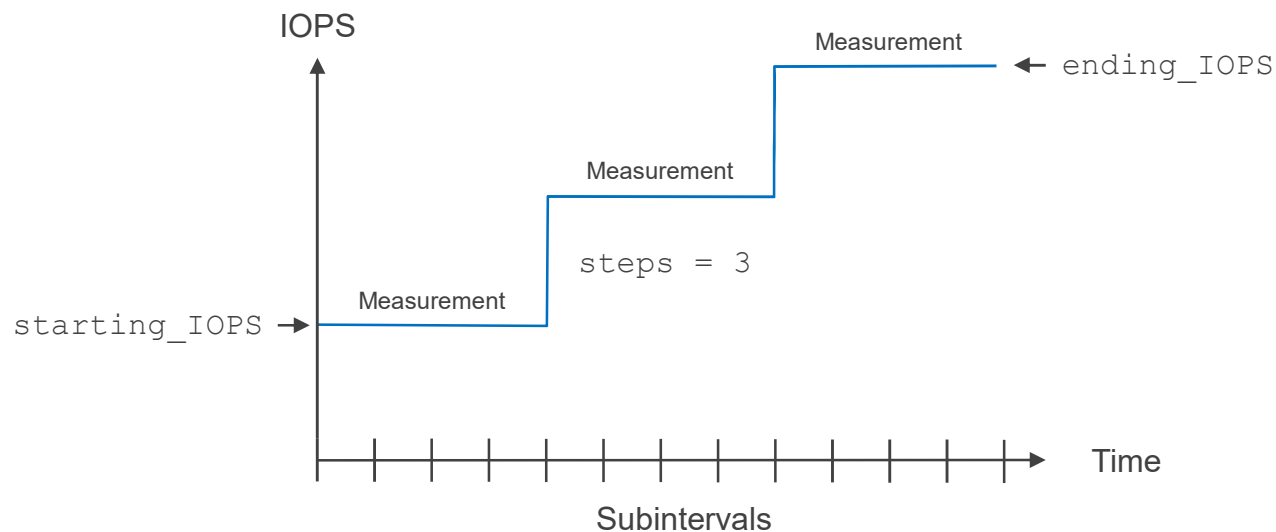 IOPS
Measurement
ending_IOPS
Measurement
steps = 3
Measurement
starting_IOPS
Time
Subintervals